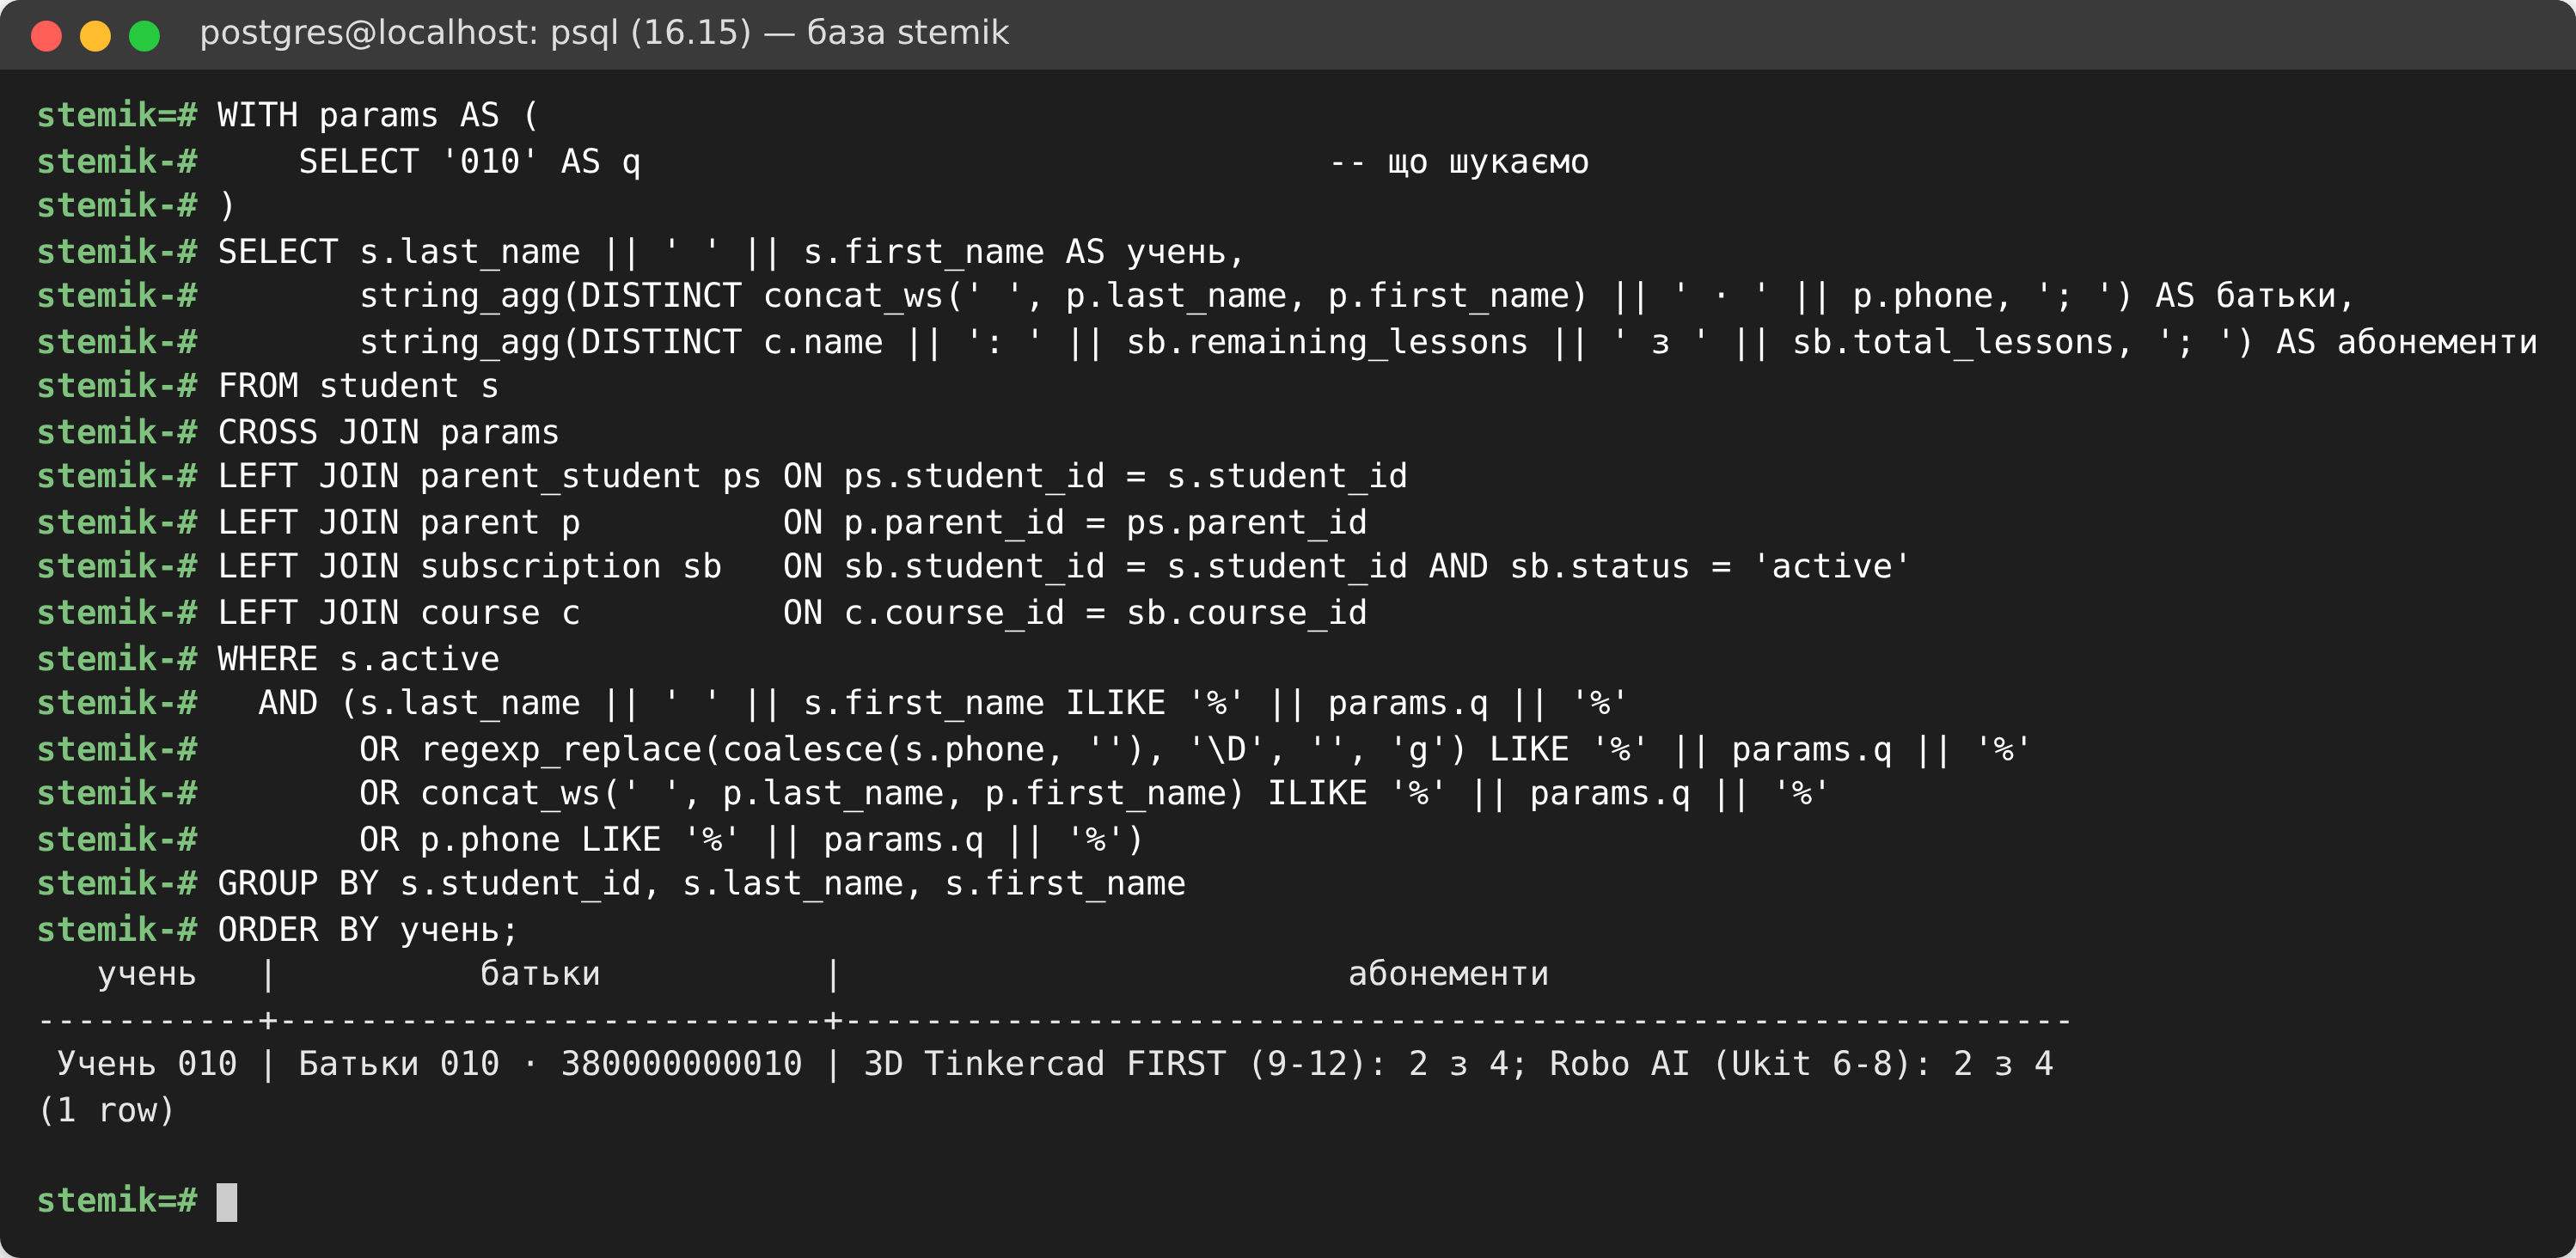 postgres@localhost: psql (16.15) — база stemik
stemik=# WITH params AS (
stemik-#     SELECT '010' AS q                                  -- що шукаємо
stemik-# )
stemik-# SELECT s.last_name || ' ' || s.first_name AS учень,
stemik-#        string_agg(DISTINCT concat_ws(' ', p.last_name, p.first_name) || ' · ' || p.phone, '; ') AS батьки,
stemik-#        string_agg(DISTINCT c.name || ': ' || sb.remaining_lessons || ' з ' || sb.total_lessons, '; ') AS абонементи
stemik-# FROM student s
stemik-# CROSS JOIN params
stemik-# LEFT JOIN parent_student ps ON ps.student_id = s.student_id
stemik-# LEFT JOIN parent p          ON p.parent_id = ps.parent_id
stemik-# LEFT JOIN subscription sb   ON sb.student_id = s.student_id AND sb.status = 'active'
stemik-# LEFT JOIN course c          ON c.course_id = sb.course_id
stemik-# WHERE s.active
stemik-#   AND (s.last_name || ' ' || s.first_name ILIKE '%' || params.q || '%'
stemik-#        OR regexp_replace(coalesce(s.phone, ''), '\D', '', 'g') LIKE '%' || params.q || '%'
stemik-#        OR concat_ws(' ', p.last_name, p.first_name) ILIKE '%' || params.q || '%'
stemik-#        OR p.phone LIKE '%' || params.q || '%')
stemik-# GROUP BY s.student_id, s.last_name, s.first_name
stemik-# ORDER BY учень;
   учень   |          батьки           |                         абонементи
-----------+---------------------------+-------------------------------------------------------------
 Учень 010 | Батьки 010 · 380000000010 | 3D Tinkercad FIRST (9-12): 2 з 4; Robo AI (Ukit 6-8): 2 з 4
(1 row)
stemik=#